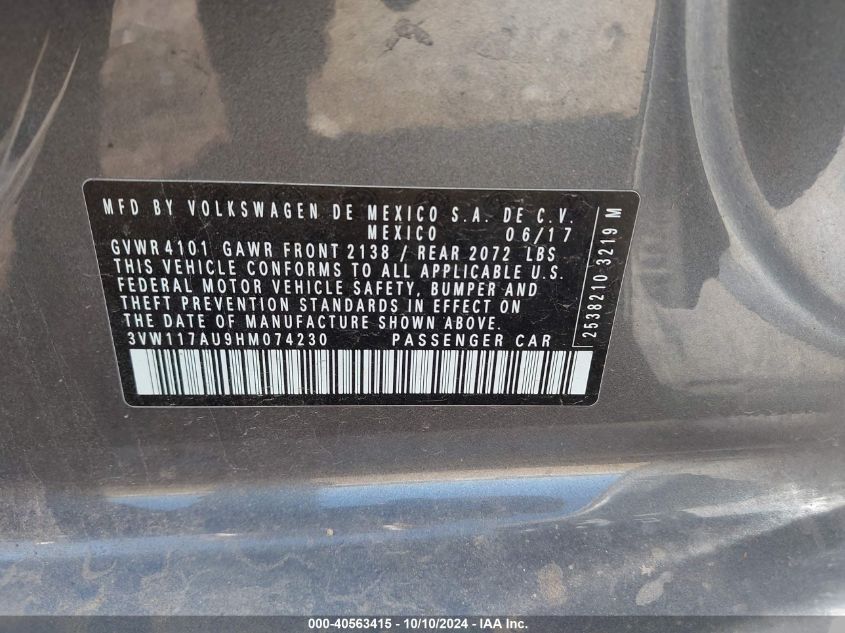 MFD BY VOLKSWAGEN DE MEXICO S.A. DE C.V.
MEXICO 06/17
GVWR 4101 GAWR FRONT 2138 / REAR 2072 LBS
THIS VEHICLE CONFORMS TO ALL APPLICABLE U.S.
FEDERAL MOTOR VEHICLE SAFETY, BUMPER AND
THEFT PREVENTION STANDARDS IN EFFECT ON
THE DATE OF MANUFACTURE SHOWN ABOVE.
3VW117AU9HM074230 PASSENGER CAR
2538210 3219 M
000-40563415 - 10/10/2024 - IAA Inc.